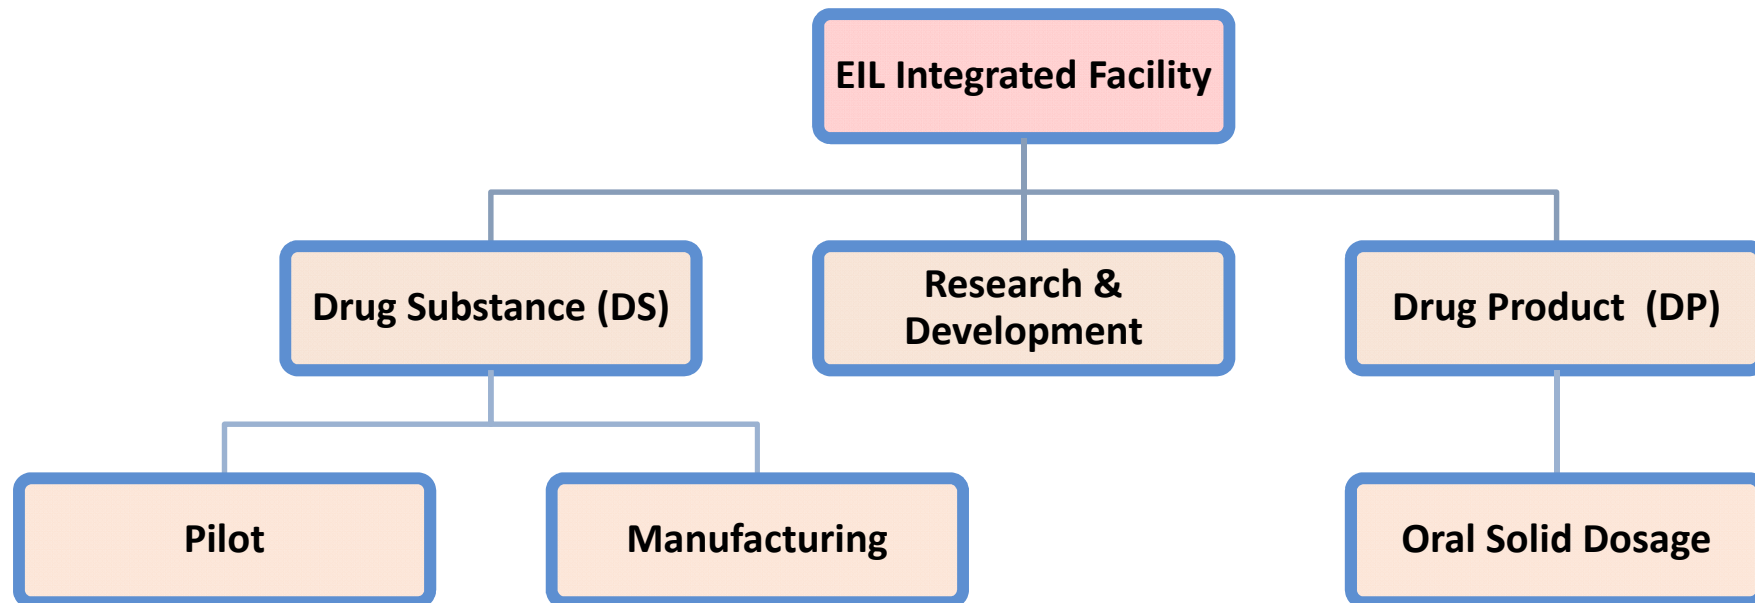 EIL Integrated Facility
Drug Substance (DS)
Research &
Development
Drug Product  (DP)
Pilot
Manufacturing
Oral Solid Dosage